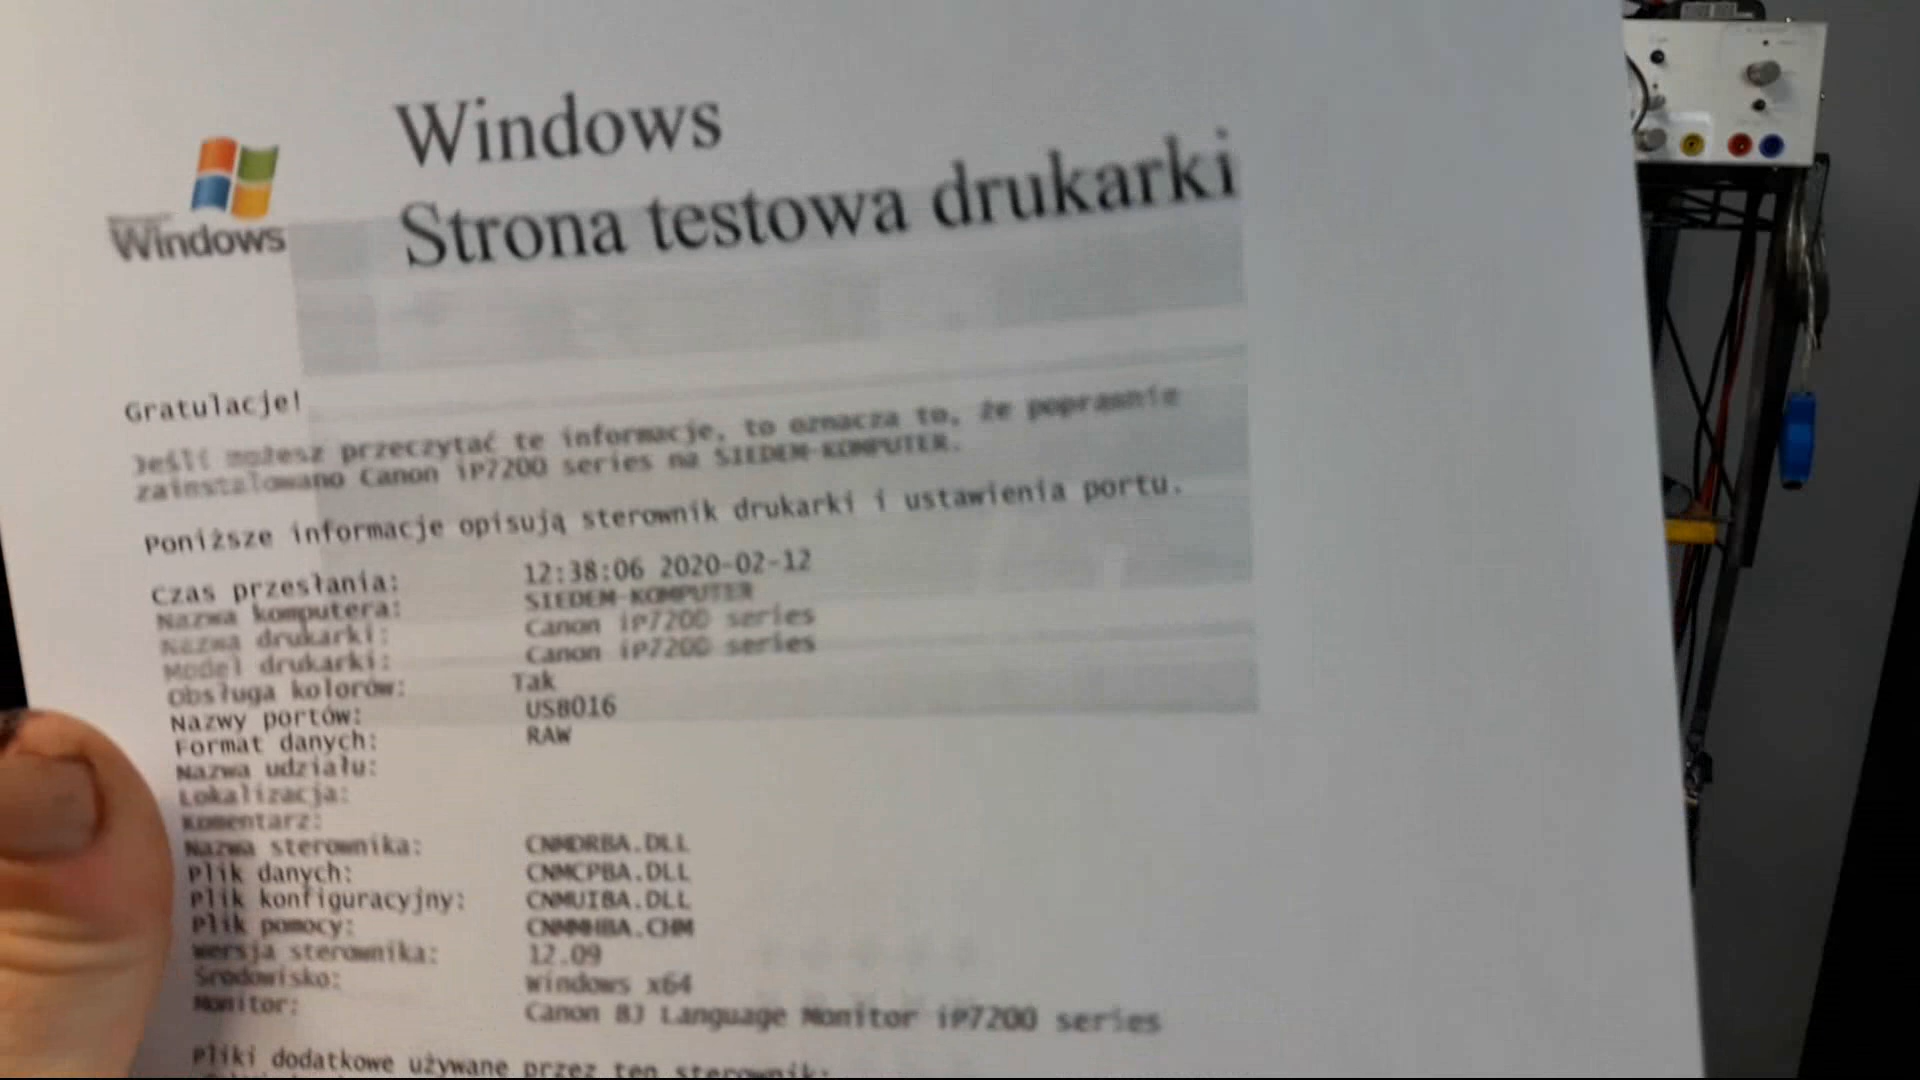 Windows
Windows
Strona testowa drukarki
Gratulacje!
Jeśli możesz przeczytać te informacje, to oznacza to, że poprawnie
zainstalowano Canon iP7200 series na SIEDEM-KOMPUTER.
Poniższe informacje opisują sterownik drukarki i ustawienia portu.
Czas przesłania: 12:38:06 2020-02-12
Nazwa komputera: SIEDEM-KOMPUTER
Nazwa drukarki: Canon iP7200 series
Model drukarki: Canon iP7200 series
Obsługa kolorów: Tak
Nazwy portów: USB016
Format danych: RAW
Nazwa udziału:
Lokalizacja:
Komentarz:
Nazwa sterownika: CNMDRBA.DLL
Plik danych: CNMCPBA.DLL
Plik konfiguracyjny: CNMUIBA.DLL
Plik pomocy: CNMMHBA.CHM
Wersja sterownika: 12.09
Środowisko: Windows x64
Monitor: Canon BJ Language Monitor iP7200 series
Pliki dodatkowe używane przez ten sterownik: